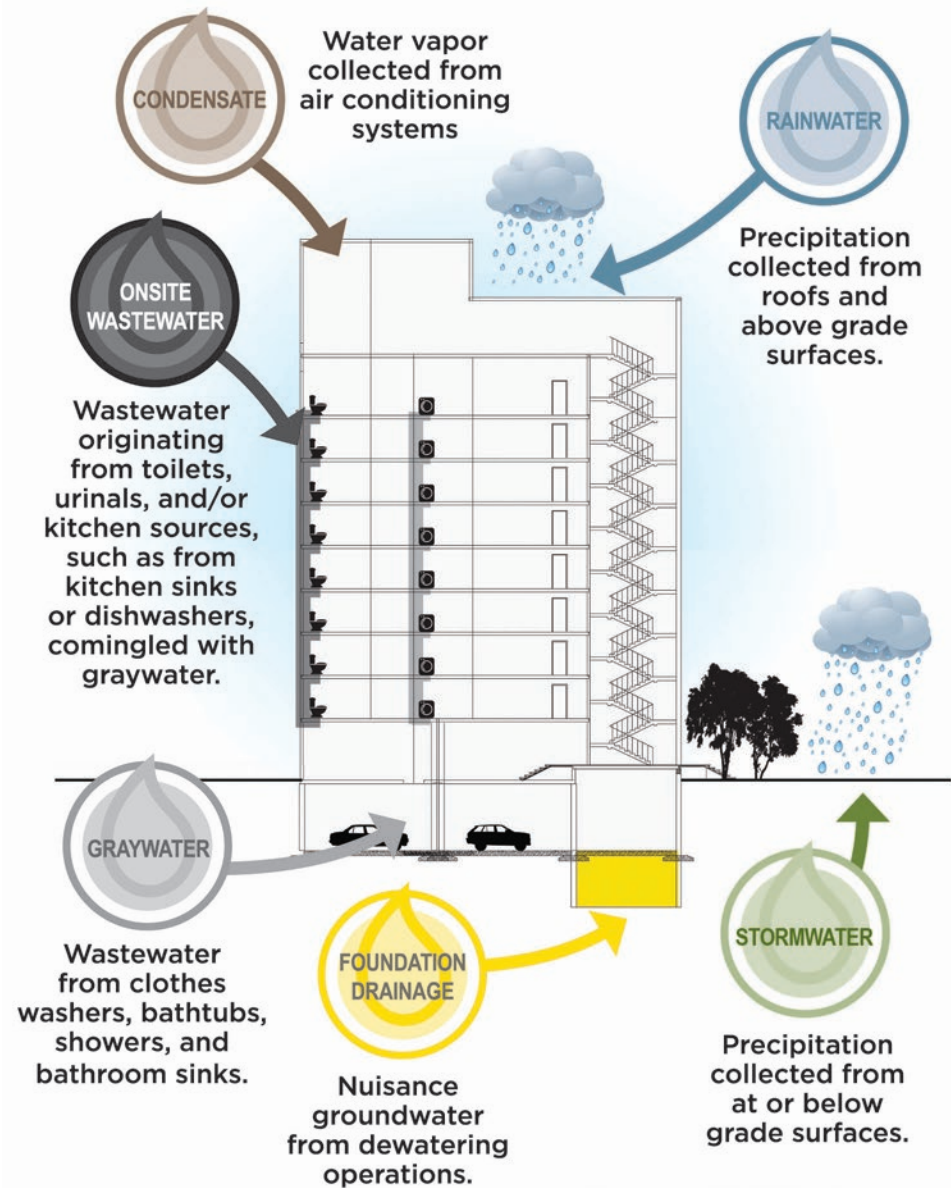 CONDENSATE
Water vapor
collected from
air conditioning
systems
RAINWATER
Precipitation
collected from
roofs and
above grade
surfaces.
ONSITE
WASTEWATER
Wastewater
originating
from toilets,
urinals, and/or
kitchen sources,
such as from
kitchen sinks
or dishwashers,
comingled with
graywater.
GRAYWATER
Wastewater
from clothes
washers, bathtubs,
showers, and
bathroom sinks.
FOUNDATION
DRAINAGE
Nuisance
groundwater
from dewatering
operations.
STORMWATER
Precipitation
collected from
at or below
grade surfaces.